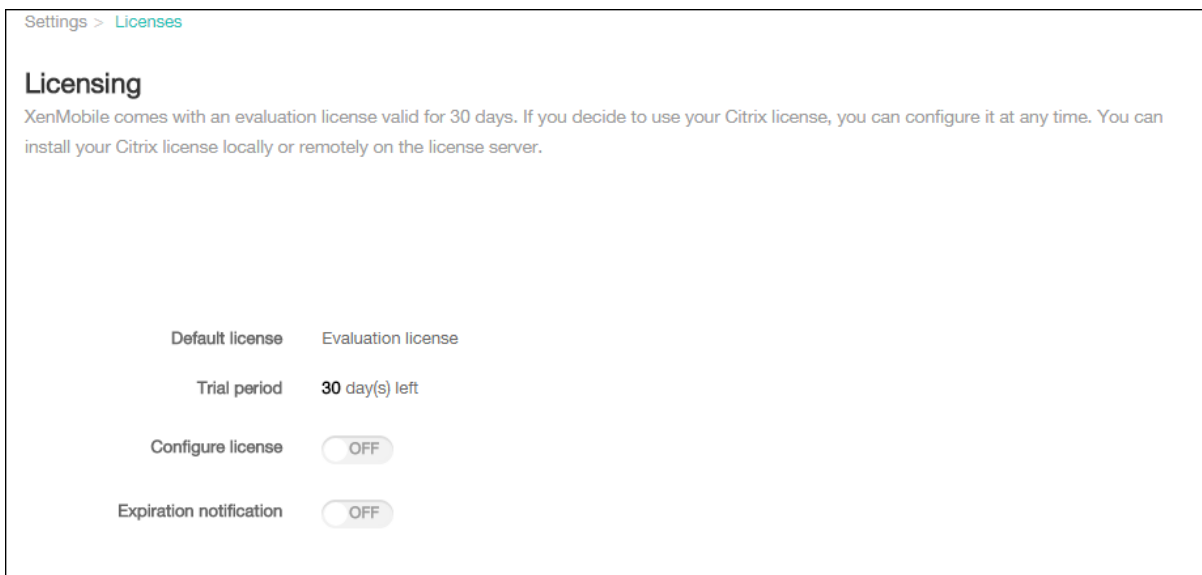 Settings > Licenses
Licensing
XenMobile comes with an evaluation license valid for 30 days. If you decide to use your Citrix license, you can configure it at any time. You can
install your Citrix license locally or remotely on the license server.
Default license Evaluation license
Trial period 30 day(s) left
Configure license OFF
Expiration notification OFF